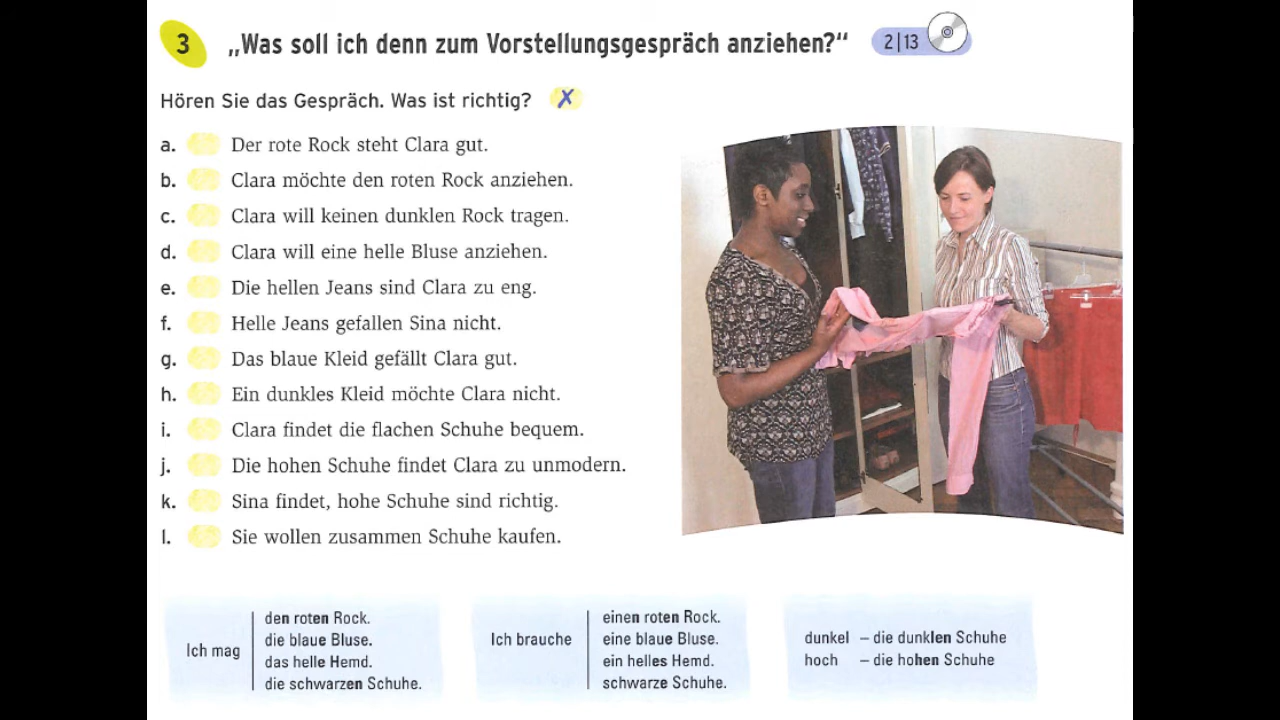 3 „Was soll ich denn zum Vorstellungsgespräch anziehen?“ 2|13
Hören Sie das Gespräch. Was ist richtig? X
a. Der rote Rock steht Clara gut.
b. Clara möchte den roten Rock anziehen.
c. Clara will keinen dunklen Rock tragen.
d. Clara will eine helle Bluse anziehen.
e. Die hellen Jeans sind Clara zu eng.
f. Helle Jeans gefallen Sina nicht.
g. Das blaue Kleid gefällt Clara gut.
h. Ein dunkles Kleid möchte Clara nicht.
i. Clara findet die flachen Schuhe bequem.
j. Die hohen Schuhe findet Clara zu unmodern.
k. Sina findet, hohe Schuhe sind richtig.
l. Sie wollen zusammen Schuhe kaufen.
Ich mag
den roten Rock.
die blaue Bluse.
das helle Hemd.
die schwarzen Schuhe.
Ich brauche
einen roten Rock.
eine blaue Bluse.
ein helles Hemd.
schwarze Schuhe.
dunkel – die dunklen Schuhe
hoch – die hohen Schuhe